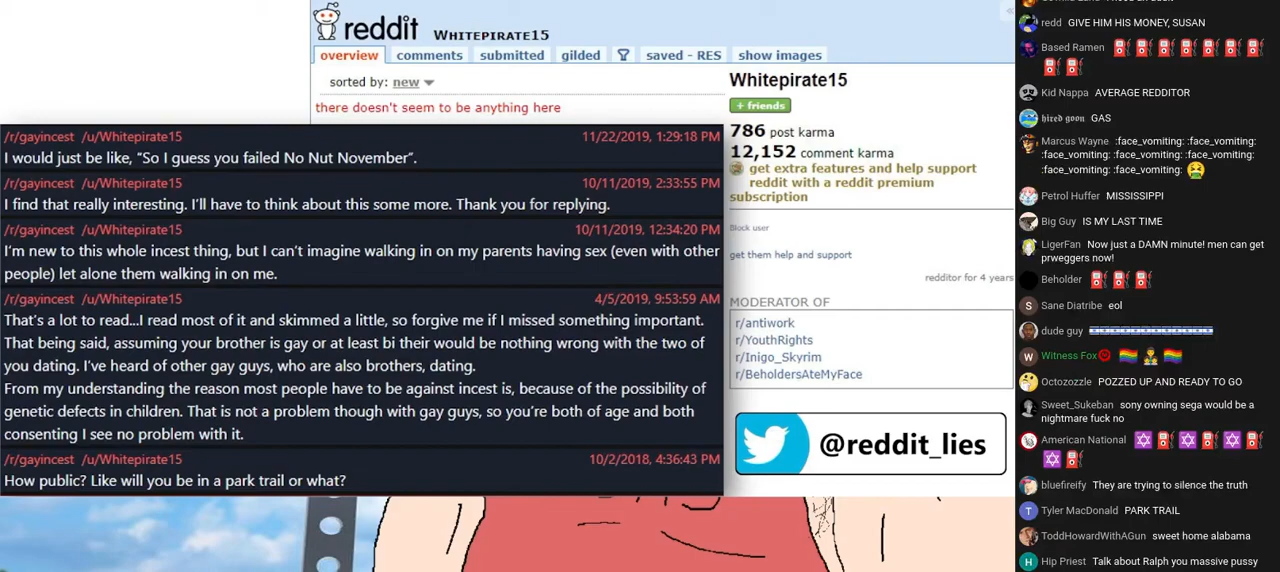 reddit WHITEPIRATE15
overview comments submitted gilded saved - RES show images
sorted by: new
there doesn't seem to be anything here
Whitepirate15
+ friends
786 post karma
12,152 comment karma
get extra features and help support
reddit with a reddit premium
subscription
Block user
get them help and support
redditor for 4 years
MODERATOR OF
r/antiwork
r/YouthRights
r/Inigo_Skyrim
r/BeholdersAteMyFace
@reddit_lies
/r/gayincest /u/Whitepirate15 11/22/2019, 1:29:18 PM
I would just be like, "So I guess you failed No Nut November".
/r/gayincest /u/Whitepirate15 10/11/2019, 2:33:55 PM
I find that really interesting. I'll have to think about this some more. Thank you for replying.
/r/gayincest /u/Whitepirate15 10/11/2019, 12:34:20 PM
I'm new to this whole incest thing, but I can't imagine walking in on my parents having sex (even with other
people) let alone them walking in on me.
/r/gayincest /u/Whitepirate15 4/5/2019, 9:53:59 AM
That's a lot to read...I read most of it and skimmed a little, so forgive me if I missed something important.
That being said, assuming your brother is gay or at least bi their would be nothing wrong with the two of
you dating. I've heard of other gay guys, who are also brothers, dating.
From my understanding the reason most people have to be against incest is, because of the possibility of
genetic defects in children. That is not a problem though with gay guys, so you're both of age and both
consenting I see no problem with it.
/r/gayincest /u/Whitepirate15 10/2/2018, 4:36:43 PM
How public? Like will you be in a park trail or what?
redd GIVE HIM HIS MONEY, SUSAN
Based Ramen
Kid Nappa AVERAGE REDDITOR
hired goon GAS
Marcus Wayne :face_vomiting: :face_vomiting:
:face_vomiting: :face_vomiting: :face_vomiting:
:face_vomiting:
Petrol Huffer MISSISSIPPI
Big Guy IS MY LAST TIME
LigerFan Now just a DAMN minute! men can get
prweggers now!
Beholder
Sane Diatribe eol
dude guy
Witness Fox
Octozozzle POZZED UP AND READY TO GO
Sweet_Sukeban sony owning sega would be a
nightmare fuck no
American National
bluefireify They are trying to silence the truth
Tyler MacDonald PARK TRAIL
ToddHowardWithAGun sweet home alabama
Hip Priest Talk about Ralph you massive pussy